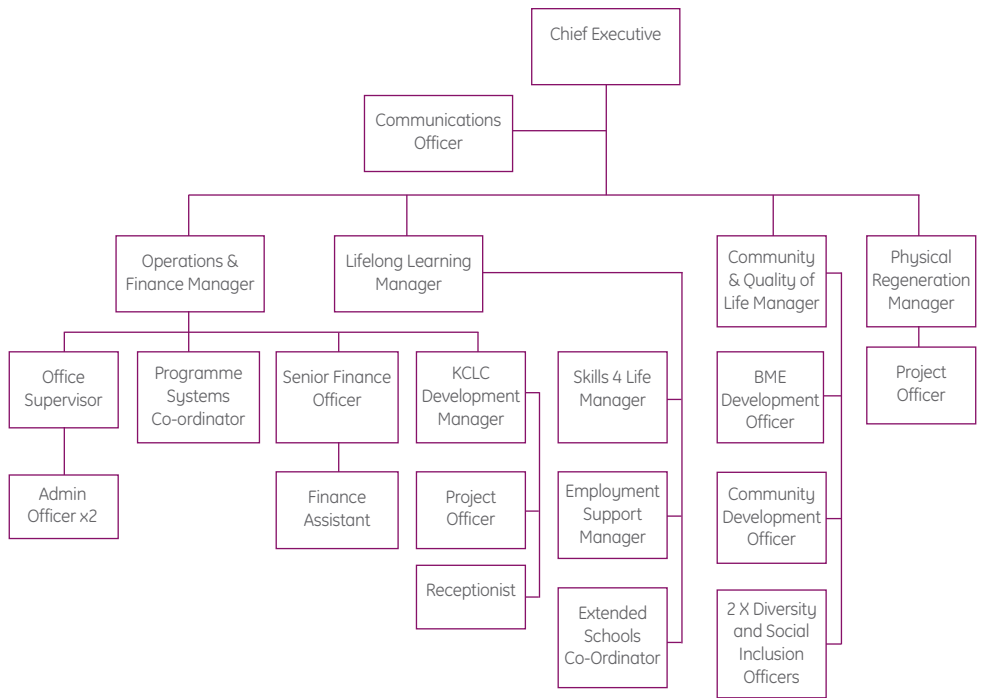 Chief Executive
Communications
Officer
Operations &
Finance Manager
Lifelong Learning
Manager
Community
& Quality of
Life Manager
Physical
Regeneration
Manager
Office
Supervisor
Programme
Systems
Co-ordinator
Senior Finance
Officer
KCLC
Development
Manager
Skills 4 Life
Manager
BME
Development
Officer
Project
Officer
Admin
Officer x2
Finance
Assistant
Project
Officer
Employment
Support
Manager
Community
Development
Officer
Receptionist
Extended
Schools
Co-Ordinator
2 X Diversity
and Social
Inclusion
Officers